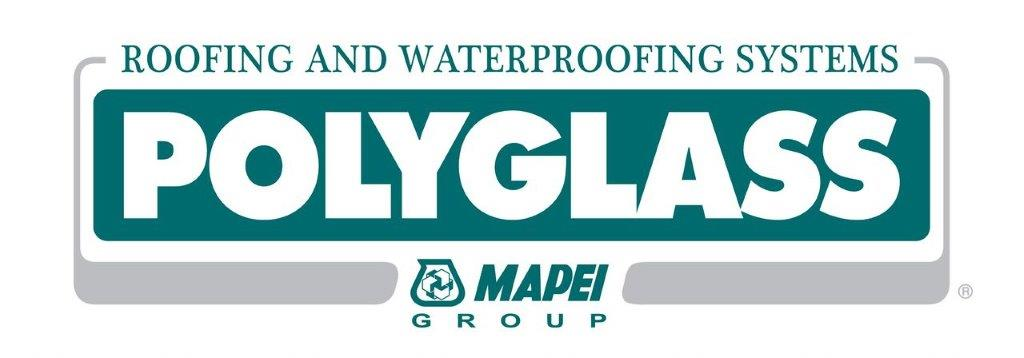 ROOFING AND WATERPROOFING SYSTEMS
POLYGLASS
MAPEI
GROUP
®